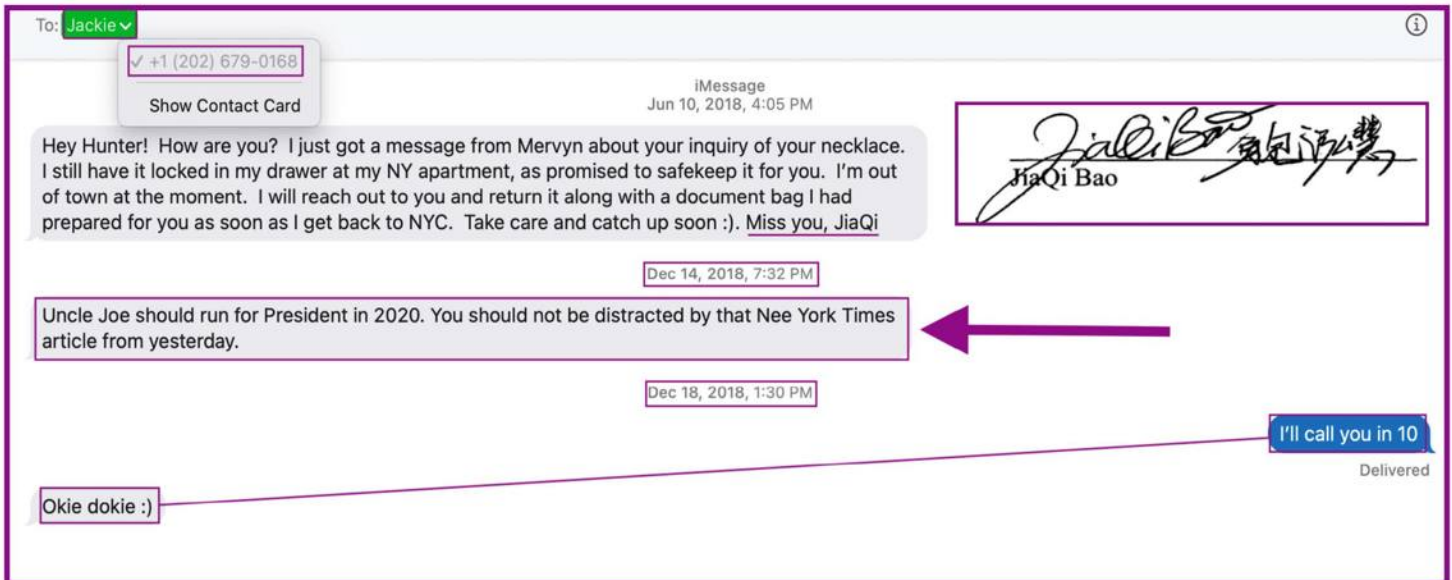 To: Jackie
✓ +1 (202) 679-0168
Show Contact Card
iMessage
Jun 10, 2018, 4:05 PM
Hey Hunter! How are you? I just got a message from Mervyn about your inquiry of your necklace.
I still have it locked in my drawer at my NY apartment, as promised to safekeep it for you. I'm out
of town at the moment. I will reach out to you and return it along with a document bag I had
prepared for you as soon as I get back to NYC. Take care and catch up soon :). Miss you, JiaQi
JiaQi Bao
JiaQi Bao
Dec 14, 2018, 7:32 PM
Uncle Joe should run for President in 2020. You should not be distracted by that Nee York Times
article from yesterday.
Dec 18, 2018, 1:30 PM
I'll call you in 10
Delivered
Okie dokie :)